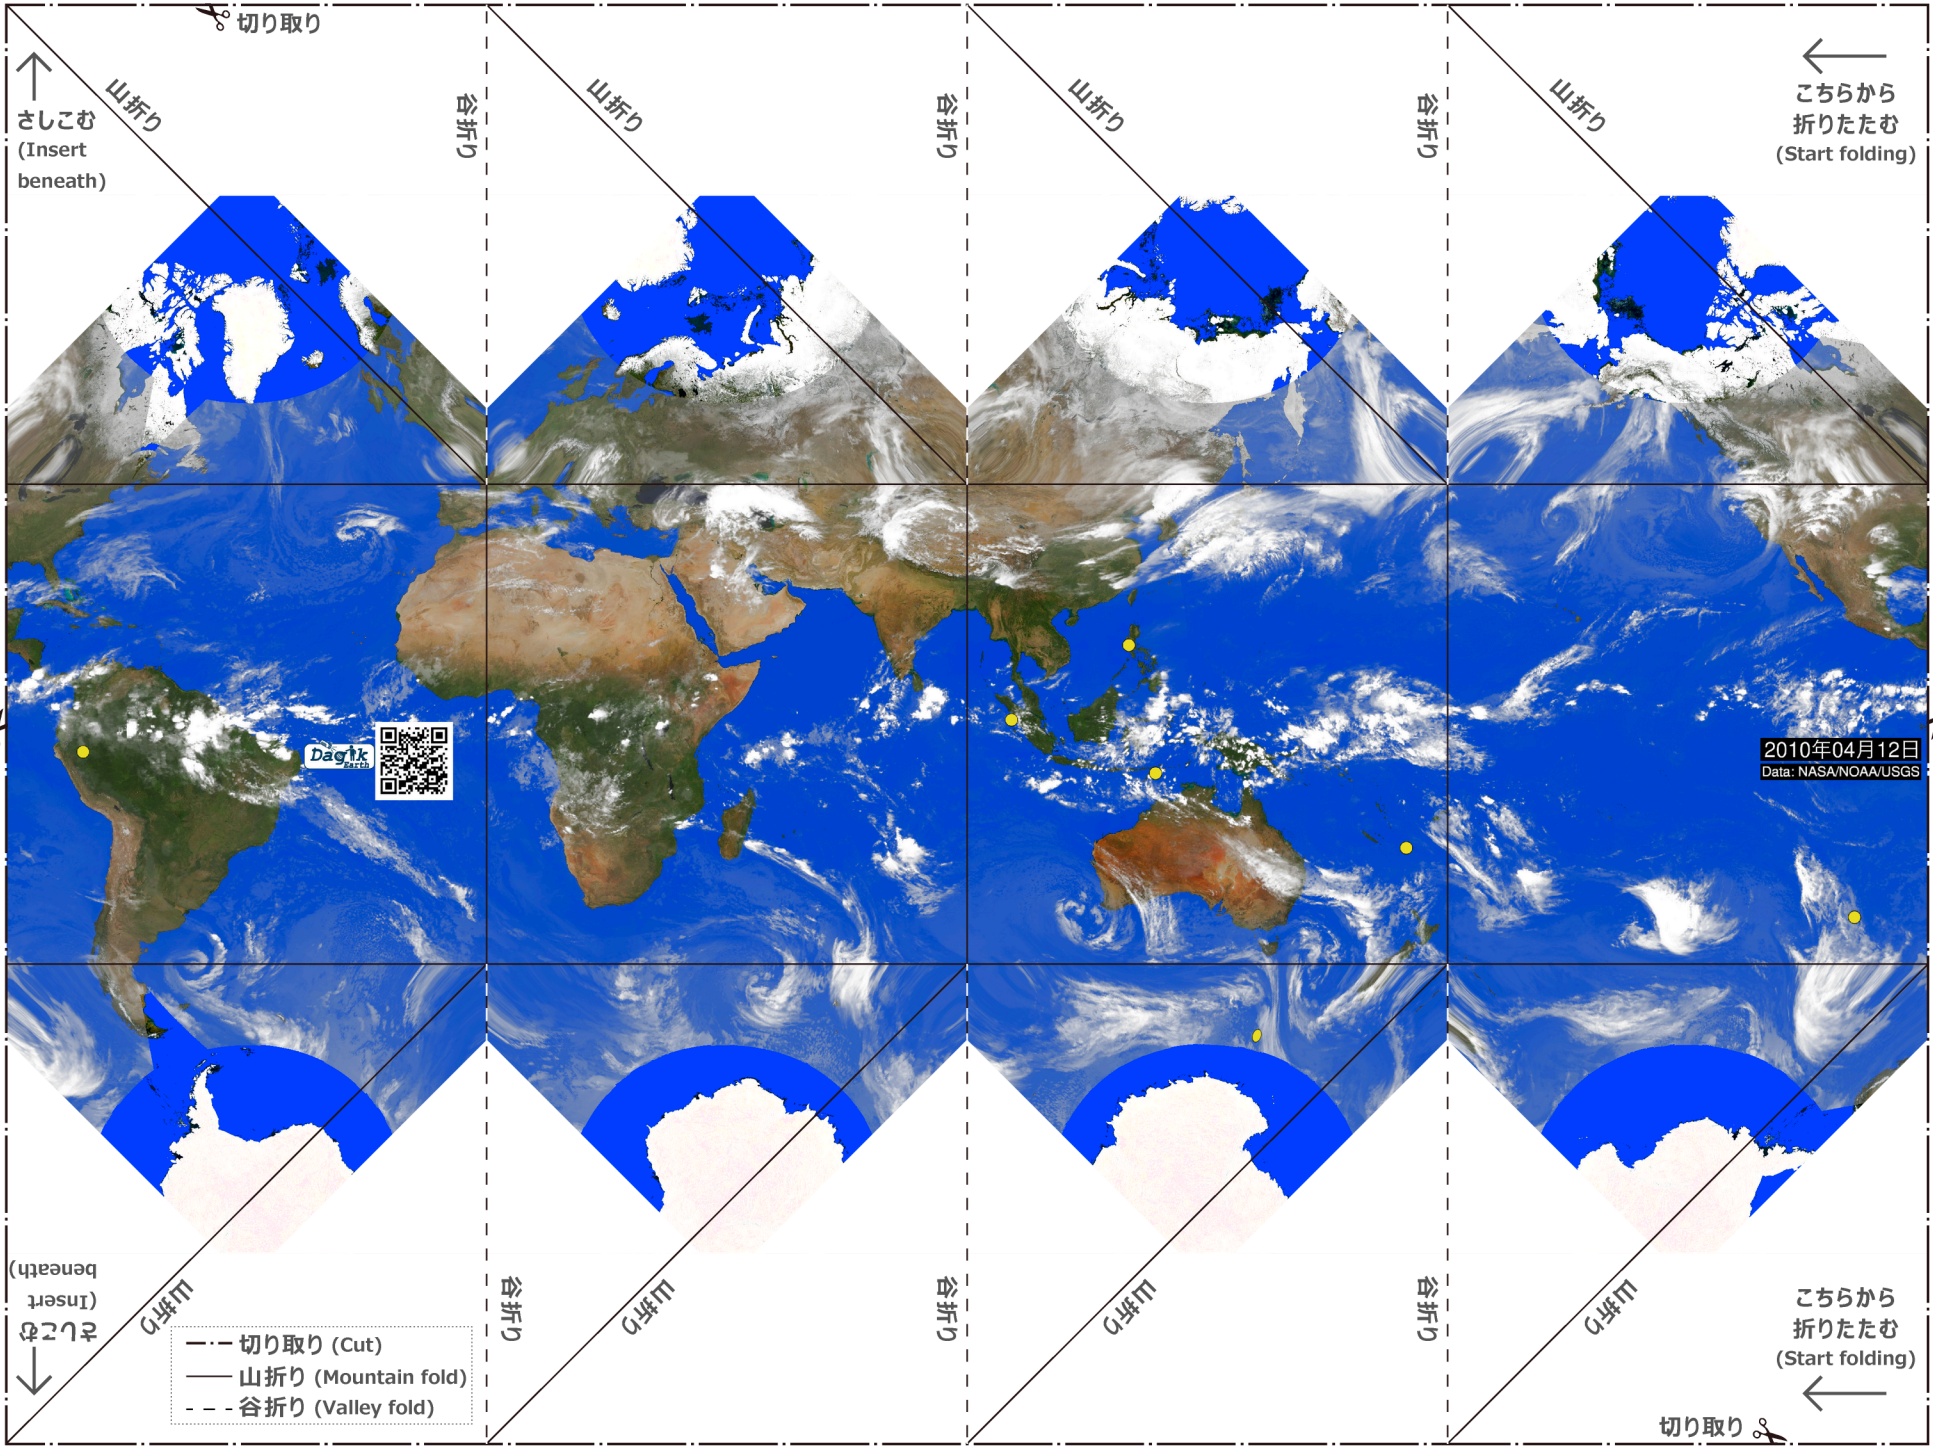 切り取り
さしこむ
(Insert
beneath)
山折り
谷折り
山折り
谷折り
山折り
谷折り
山折り
こちらから
折りたたむ
(Start folding)
Dagik
Earth
2010年04月12日
Data: NASA/NOAA/USGS
さしこむ
(Insert
beneath)
山折り
谷折り
山折り
谷折り
山折り
谷折り
山折り
こちらから
折りたたむ
(Start folding)
切り取り (Cut)
山折り (Mountain fold)
谷折り (Valley fold)
切り取り